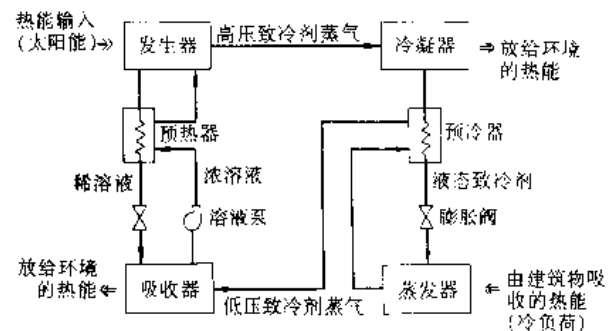 热能输入
(太阳能)
发生器
高压致冷剂蒸气
冷凝器
放给环境
的热能
预热器
预冷器
稀溶液
浓溶液
液态致冷剂
溶液泵
膨胀阀
放给环境
的热能
吸收器
低压致冷剂蒸气
蒸发器
由建筑物吸
收的热能
(冷负荷)